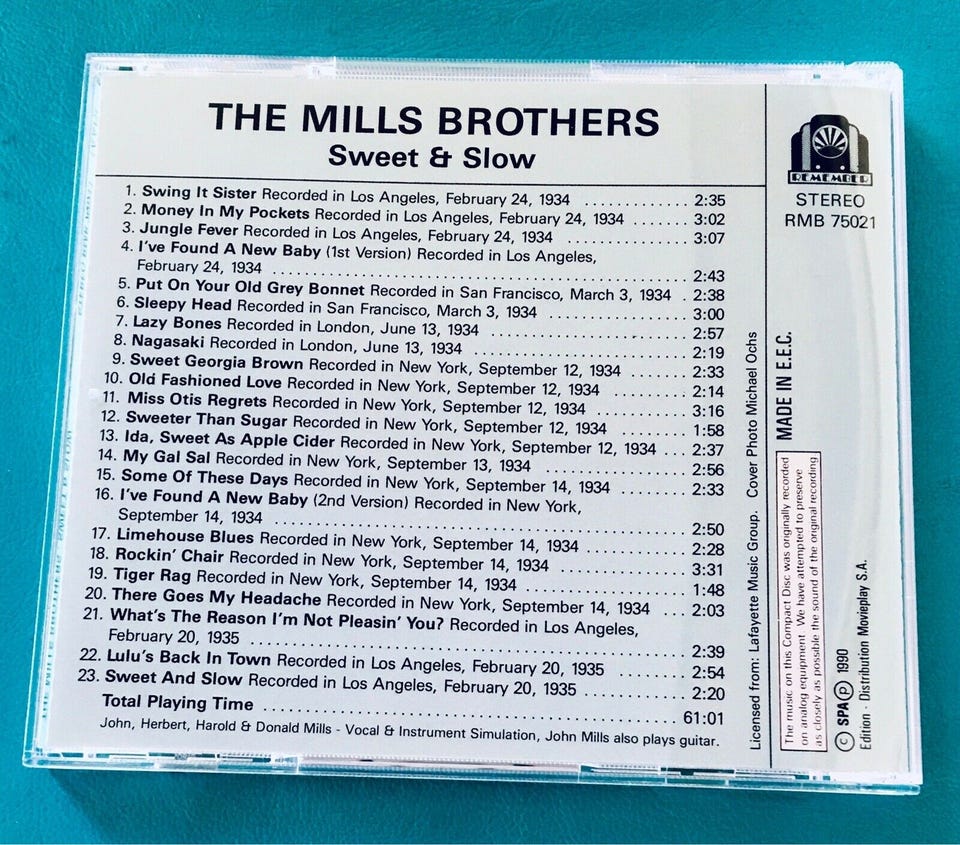 THE MILLS BROTHERS
Sweet & Slow
1. Swing It Sister Recorded in Los Angeles, February 24, 1934 .............. 2:35
2. Money In My Pockets Recorded in Los Angeles, February 24, 1934 ....... 3:02
3. Jungle Fever Recorded in Los Angeles, February 24, 1934 ................ 3:07
4. I've Found A New Baby (1st Version) Recorded in Los Angeles,
February 24, 1934 ................................................ 2:43
5. Put On Your Old Grey Bonnet Recorded in San Francisco, March 3, 1934 . 2:38
6. Sleepy Head Recorded in San Francisco, March 3, 1934 ................ 3:00
7. Lazy Bones Recorded in London, June 13, 1934 ........................ 2:57
8. Nagasaki Recorded in London, June 13, 1934 .......................... 2:19
9. Sweet Georgia Brown Recorded in New York, September 12, 1934 ....... 2:33
10. Old Fashioned Love Recorded in New York, September 12, 1934 ......... 2:14
11. Miss Otis Regrets Recorded in New York, September 12, 1934 .......... 3:16
12. Sweeter Than Sugar Recorded in New York, September 12, 1934 ........ 1:58
13. Ida, Sweet As Apple Cider Recorded in New York, September 12, 1934 ... 2:37
14. My Gal Sal Recorded in New York, September 13, 1934 ................ 2:56
15. Some Of These Days Recorded in New York, September 14, 1934 ........ 2:33
16. I've Found A New Baby (2nd Version) Recorded in New York,
September 14, 1934 ............................................... 2:50
17. Limehouse Blues Recorded in New York, September 14, 1934 ............ 2:28
18. Rockin' Chair Recorded in New York, September 14, 1934 .............. 3:31
19. Tiger Rag Recorded in New York, September 14, 1934 .................. 1:48
20. There Goes My Headache Recorded in New York, September 14, 1934 ... 2:03
21. What's The Reason I'm Not Pleasin' You? Recorded in Los Angeles,
February 20, 1935 ................................................ 2:39
22. Lulu's Back In Town Recorded in Los Angeles, February 20, 1935 ........ 2:54
23. Sweet And Slow Recorded in Los Angeles, February 20, 1935 ............ 2:20
Total Playing Time ................................................ 61:01
John, Herbert, Harold & Donald Mills - Vocal & Instrument Simulation, John Mills also plays guitar.
Licensed from: Lafayette Music Group. Cover Photo Michael Ochs
REMEMBER
STEREO
RMB 75021
MADE IN E.E.C.
The music on this Compact Disc was originally recorded
on analog equipment. We have attempted to preserve
as closely as possible the sound of the original recording
© SPA ℗ 1990
Edition - Distribution Movieplay S.A.